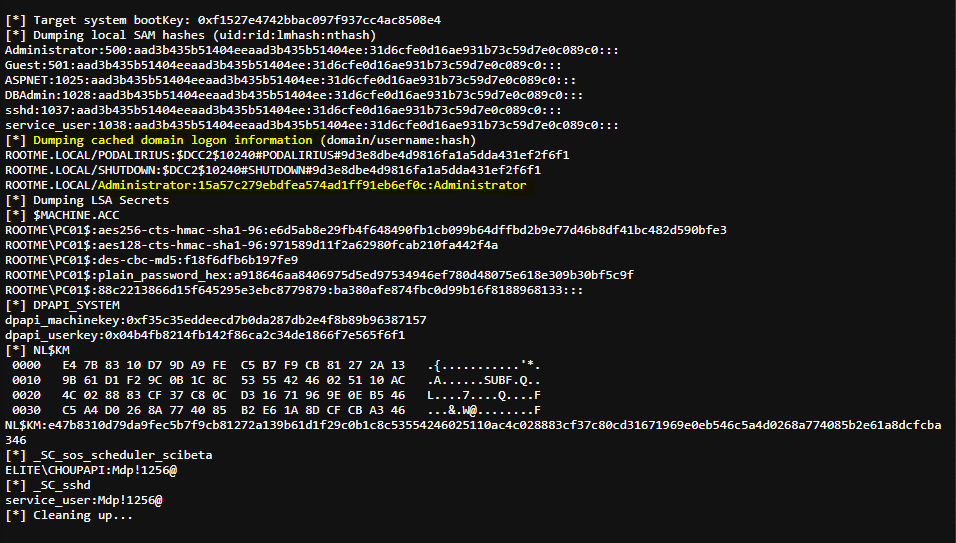 [*] Target system bootKey: 0xf1527e4742bbac097f937cc4ac8508e4
[*] Dumping local SAM hashes (uid:rid:lmhash:nthash)
Administrator:500:aad3b435b51404eeaad3b435b51404ee:31d6cfe0d16ae931b73c59d7e0c089c0:::
Guest:501:aad3b435b51404eeaad3b435b51404ee:31d6cfe0d16ae931b73c59d7e0c089c0:::
ASPNET:1025:aad3b435b51404eeaad3b435b51404ee:31d6cfe0d16ae931b73c59d7e0c089c0:::
DBAdmin:1028:aad3b435b51404eeaad3b435b51404ee:31d6cfe0d16ae931b73c59d7e0c089c0:::
sshd:1037:aad3b435b51404eeaad3b435b51404ee:31d6cfe0d16ae931b73c59d7e0c089c0:::
service_user:1038:aad3b435b51404eeaad3b435b51404ee:31d6cfe0d16ae931b73c59d7e0c089c0:::
[*] Dumping cached domain logon information (domain/username:hash)
ROOTME.LOCAL/PODALIRIUS:$DCC2$10240#PODALIRIUS#9d3e8dbe4d9816fa1a5dda431ef2f6f1
ROOTME.LOCAL/SHUTDOWN:$DCC2$10240#SHUTDOWN#9d3e8dbe4d9816fa1a5dda431ef2f6f1
ROOTME.LOCAL/Administrator:15a57c279ebdfea574ad1ff91eb6ef0c:Administrator
[*] Dumping LSA Secrets
[*] $MACHINE.ACC
ROOTME\PC01$:aes256-cts-hmac-sha1-96:e6d5ab8e29fb4f648490fb1cb099b64dffbd2b9e77d46b8df41bc482d590bfe3
ROOTME\PC01$:aes128-cts-hmac-sha1-96:971589d11f2a62980fcab210fa442f4a
ROOTME\PC01$:des-cbc-md5:f18f6dfb6b197fe9
ROOTME\PC01$:plain_password_hex:a918646aa8406975d5ed97534946ef780d48075e618e309b30bf5c9f
ROOTME\PC01$:88c2213866d15f645295e3ebc8779879:ba380afe874fbc0d99b16f8188968133:::
[*] DPAPI_SYSTEM
dpapi_machinekey:0xf35c35eddeecd7b0da287db2e4f8b89b96387157
dpapi_userkey:0x04b4fb8214fb142f86ca2c34de1866f7e565f6f1
[*] NL$KM
0000   E4 7B 83 10 D7 9D A9 FE  C5 B7 F9 CB 81 27 2A 13   .{...........'*.
0010   9B 61 D1 F2 9C 0B 1C 8C  53 55 42 46 02 51 10 AC   .A......SUBF.Q..
0020   4C 02 88 83 CF 37 C8 0C  D3 16 71 96 9E 0E B5 46   L....7....Q....F
0030   C5 A4 D0 26 8A 77 40 85  B2 E6 1A 8D CF CB A3 46   ...&.W@........F
NL$KM:e47b8310d79da9fec5b7f9cb81272a139b61d1f29c0b1c8c53554246025110ac4c028883cf37c80cd31671969e0eb546c5a4d0268a774085b2e61a8dcfcba
346
[*] _SC_sos_scheduler_scibeta
ELITE\CHOUPAPI:Mdp!1256@
[*] _SC_sshd
service_user:Mdp!1256@
[*] Cleaning up...